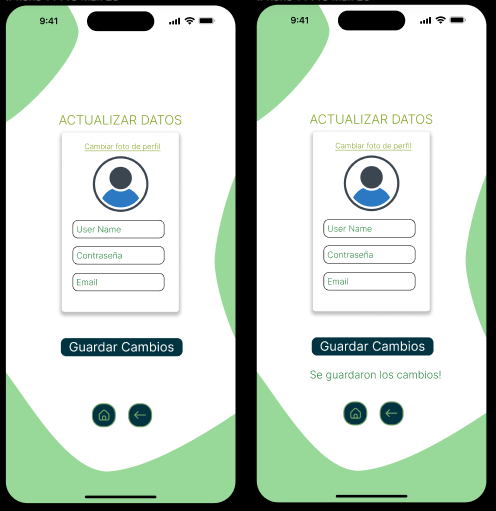 9:41
ACTUALIZAR DATOS
Cambiar foto de perfil
User Name
Contraseña
Email
Guardar Cambios
9:41
ACTUALIZAR DATOS
Cambiar foto de perfil
User Name
Contraseña
Email
Guardar Cambios
Se guardaron los cambios!